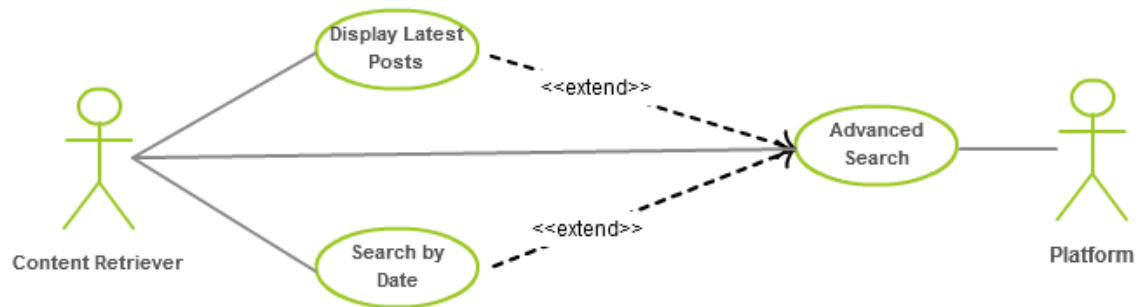 Display Latest
Posts
<<extend>>
Advanced
Search
<<extend>>
Content Retriever
Search by
Date
Platform